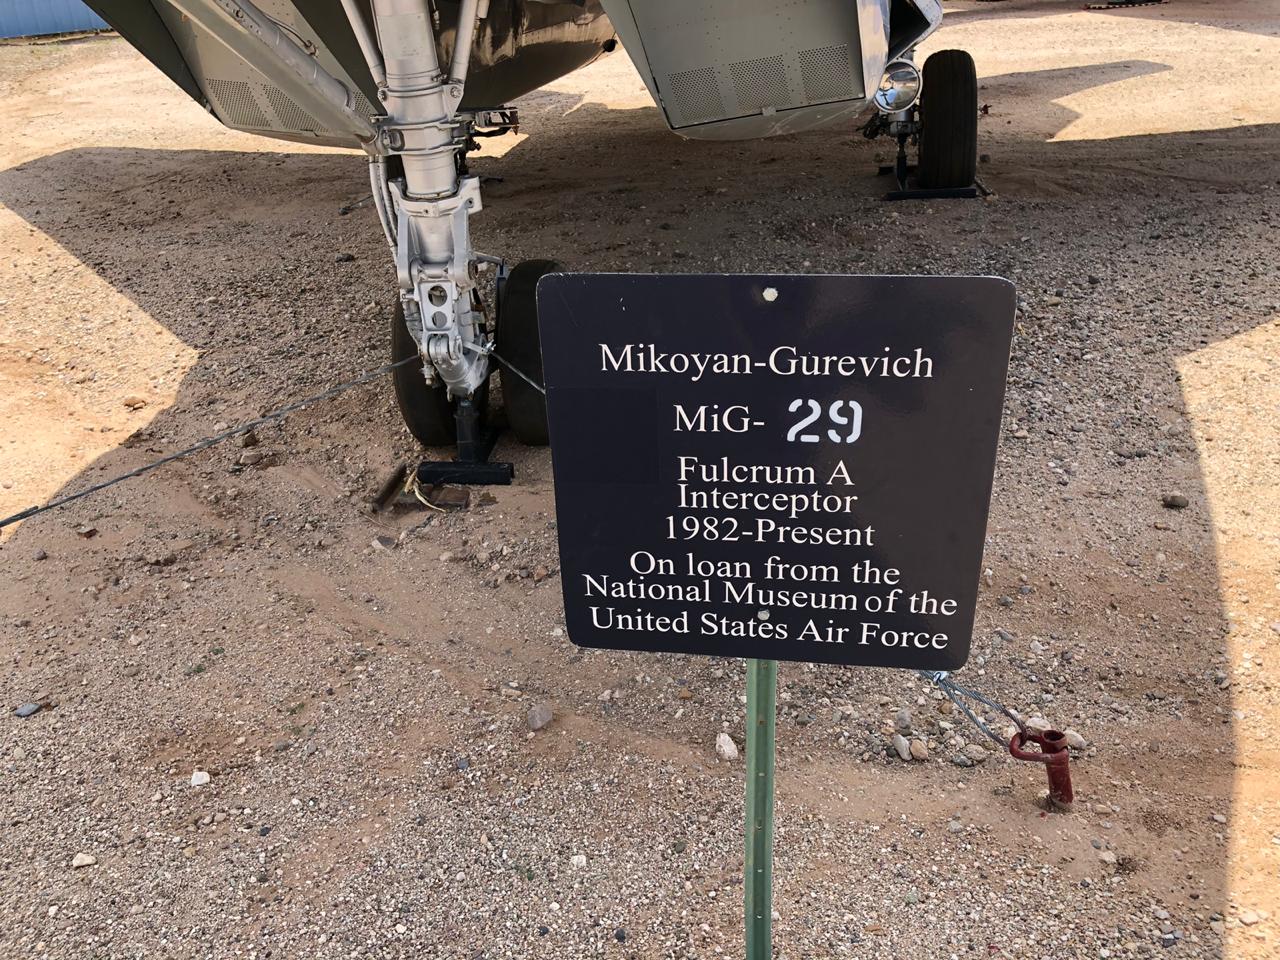 Mikoyan-Gurevich
MiG- 29
Fulcrum A
Interceptor
1982-Present
On loan from the
National Museum of the
United States Air Force